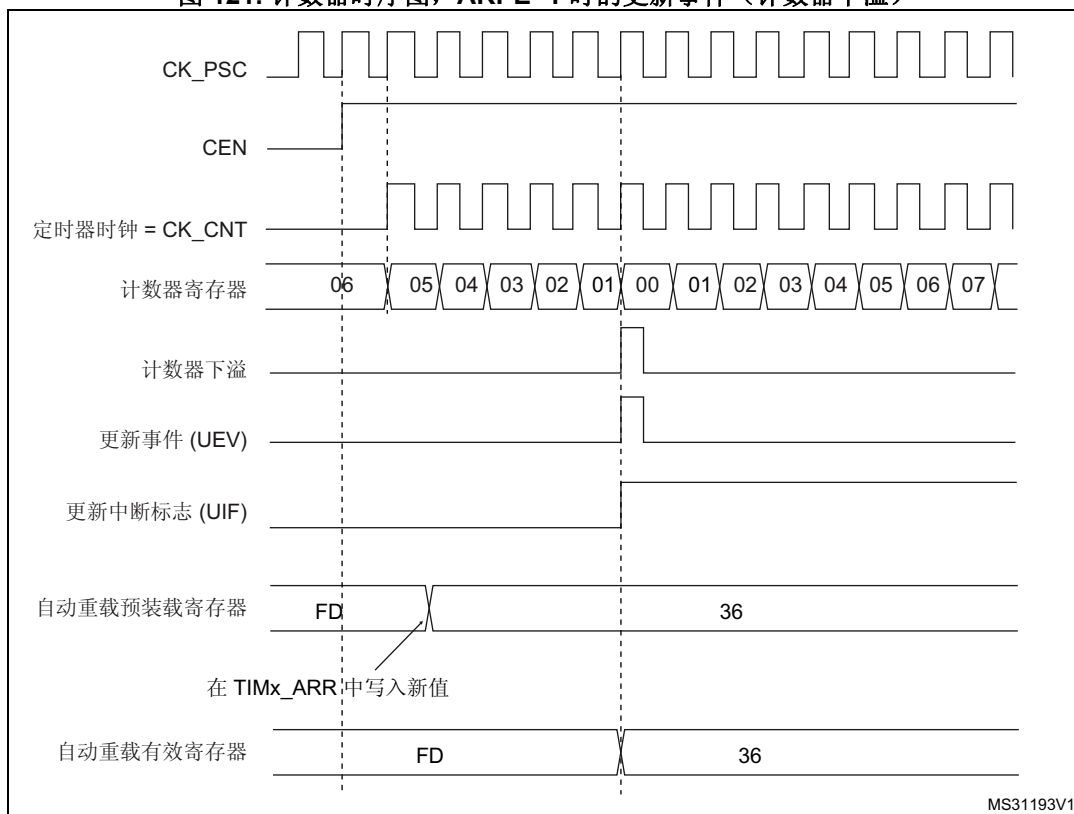 CK_PSC
CEN
定时器时钟 = CK_CNT
计数器寄存器 06 05 04 03 02 01 00 01 02 03 04 05 06 07
计数器下溢
更新事件 (UEV)
更新中断标志 (UIF)
自动重载预装载寄存器 FD 36
在 TIMx_ARR 中写入新值
自动重载有效寄存器 FD 36
MS31193V1